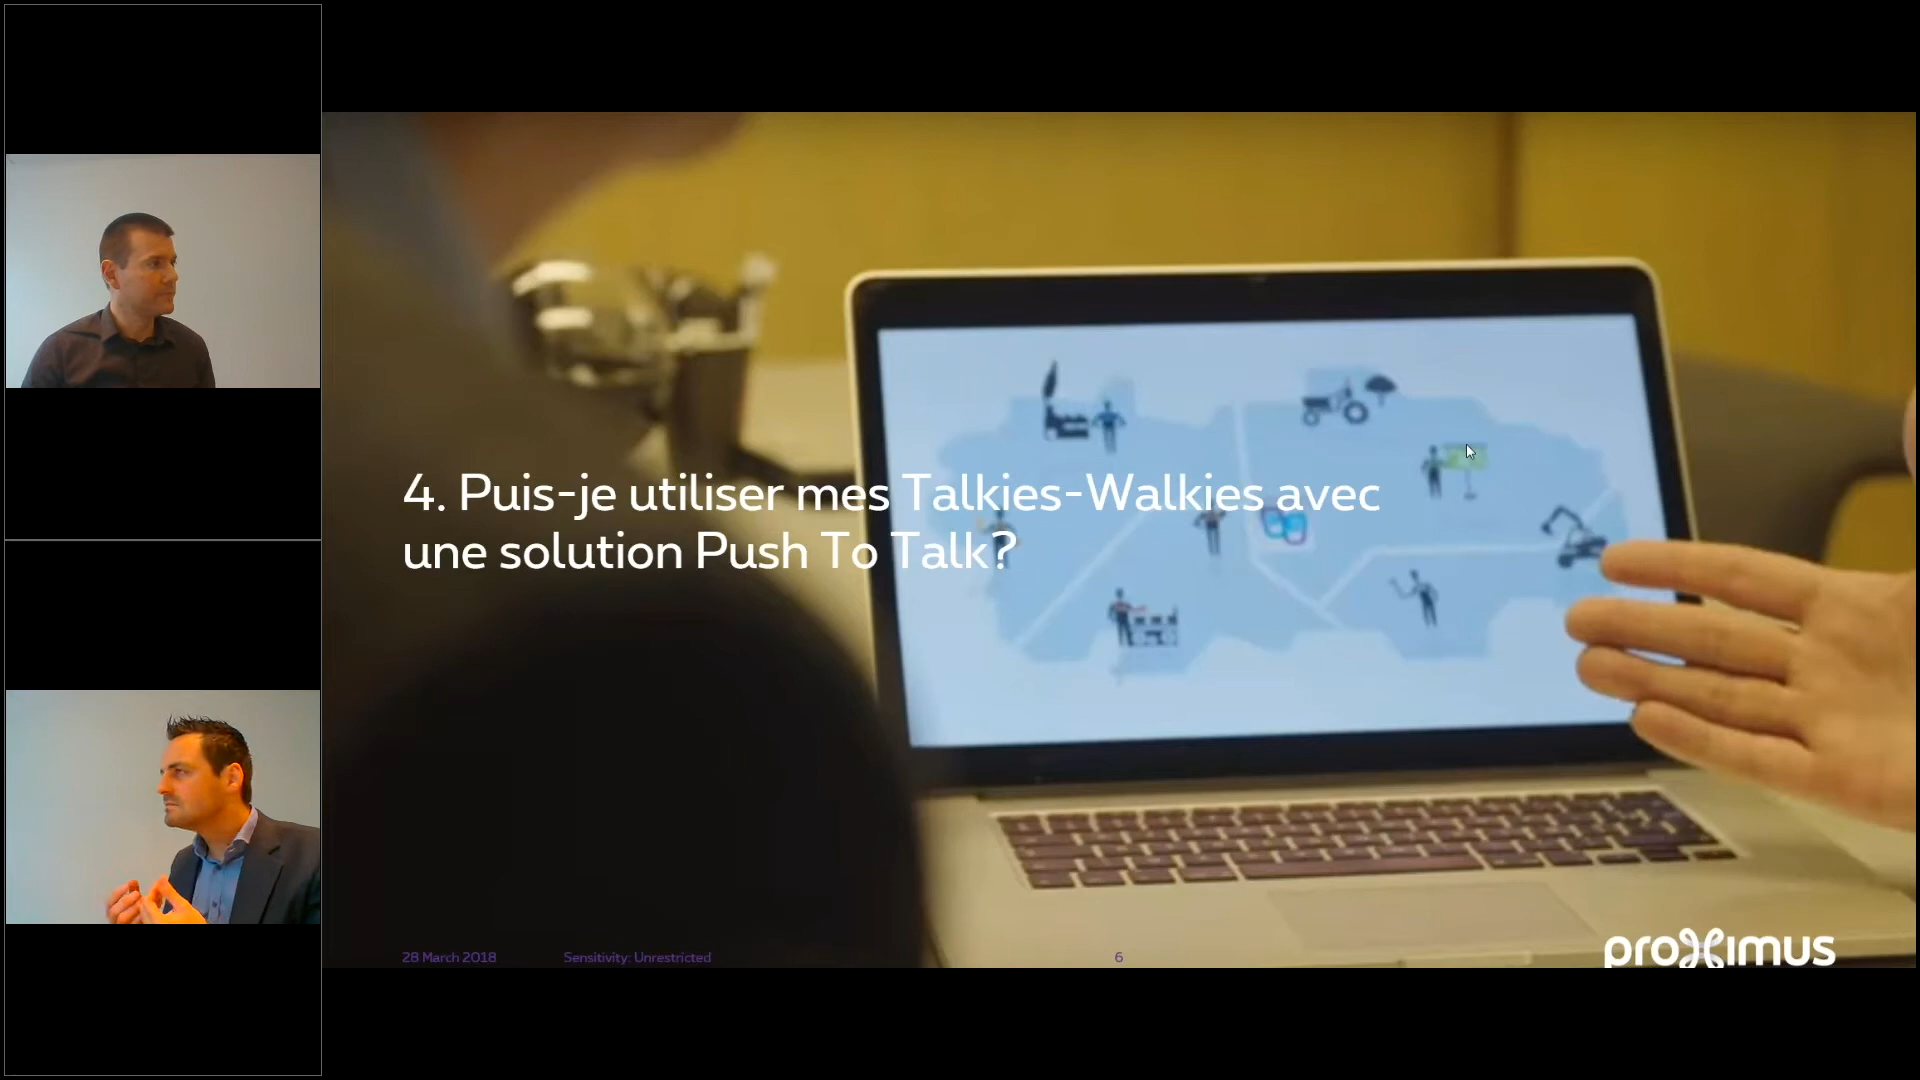 4. Puis-je utiliser mes Talkies-Walkies avec
une solution Push To Talk?
28 March 2018
Sensitivity: Unrestricted
6
proximus